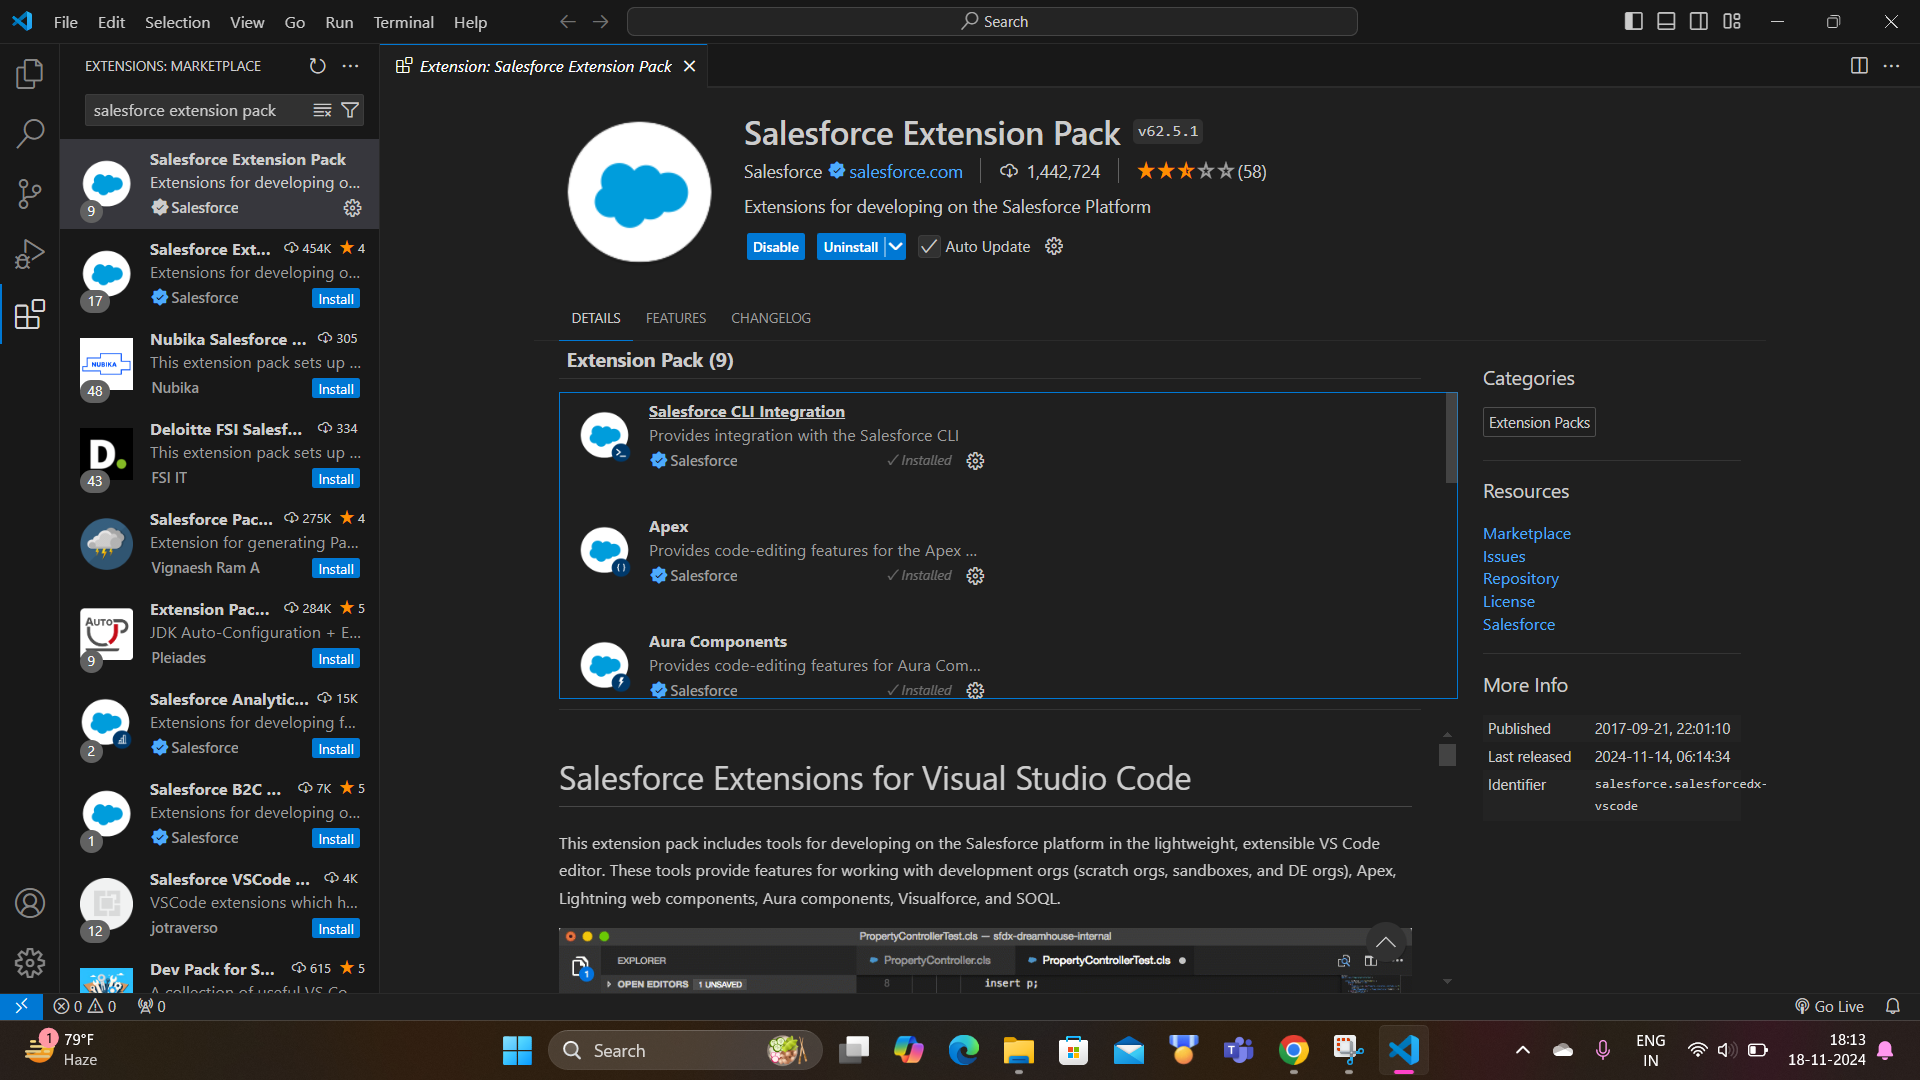 File Edit Selection View Go Run Terminal Help
Search
EXTENSIONS: MARKETPLACE
salesforce extension pack
Salesforce Extension Pack
Extensions for developing o...
Salesforce
9
Salesforce Ext... 454K 4
Extensions for developing o...
Salesforce Install
17
Nubika Salesforce ... 305
This extension pack sets up ...
Nubika Install
NUBIKA
48
Deloitte FSI Salesf... 334
This extension pack sets up ...
FSI IT Install
D.
43
Salesforce Pac... 275K 4
Extension for generating Pa...
Vignaesh Ram A Install
Extension Pac... 284K 5
JDK Auto-Configuration + E...
Pleiades Install
AUTO
9
Salesforce Analytic... 15K
Extensions for developing f...
Salesforce Install
2
Salesforce B2C ... 7K 5
Extensions for developing o...
Salesforce Install
1
Salesforce VSCode ... 4K
VSCode extensions which h...
jotraverso Install
12
Dev Pack for S... 615 5
A collection of useful VS Co
Extension: Salesforce Extension Pack
Salesforce Extension Pack v62.5.1
Salesforce salesforce.com 1,442,724 (58)
Extensions for developing on the Salesforce Platform
Disable Uninstall Auto Update
DETAILS FEATURES CHANGELOG
Extension Pack (9)
Salesforce CLI Integration
Provides integration with the Salesforce CLI
Salesforce Installed
Apex
Provides code-editing features for the Apex ...
Salesforce Installed
Aura Components
Provides code-editing features for Aura Com...
Salesforce Installed
Salesforce Extensions for Visual Studio Code
This extension pack includes tools for developing on the Salesforce platform in the lightweight, extensible VS Code
editor. These tools provide features for working with development orgs (scratch orgs, sandboxes, and DE orgs), Apex,
Lightning web components, Aura components, Visualforce, and SOQL.
PropertyControllerTest.cls — sfdx-dreamhouse-internal
EXPLORER PropertyController.cls PropertyControllerTest.cls
1
OPEN EDITORS 1 UNSAVED 8 insert p;
Categories
Extension Packs
Resources
Marketplace
Issues
Repository
License
Salesforce
More Info
Published 2017-09-21, 22:01:10
Last released 2024-11-14, 06:14:34
Identifier salesforce.salesforcedx-
vscode
0 0 0 Go Live
1 79°F
Haze
Search
ENG
IN
18:13
18-11-2024